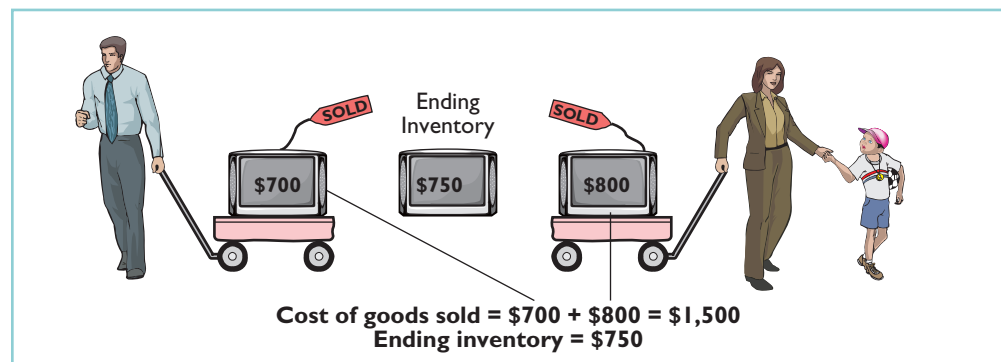 SOLD
Ending
Inventory
SOLD
$700
$750
$800
Cost of goods sold = $700 + $800 = $1,500
Ending inventory = $750